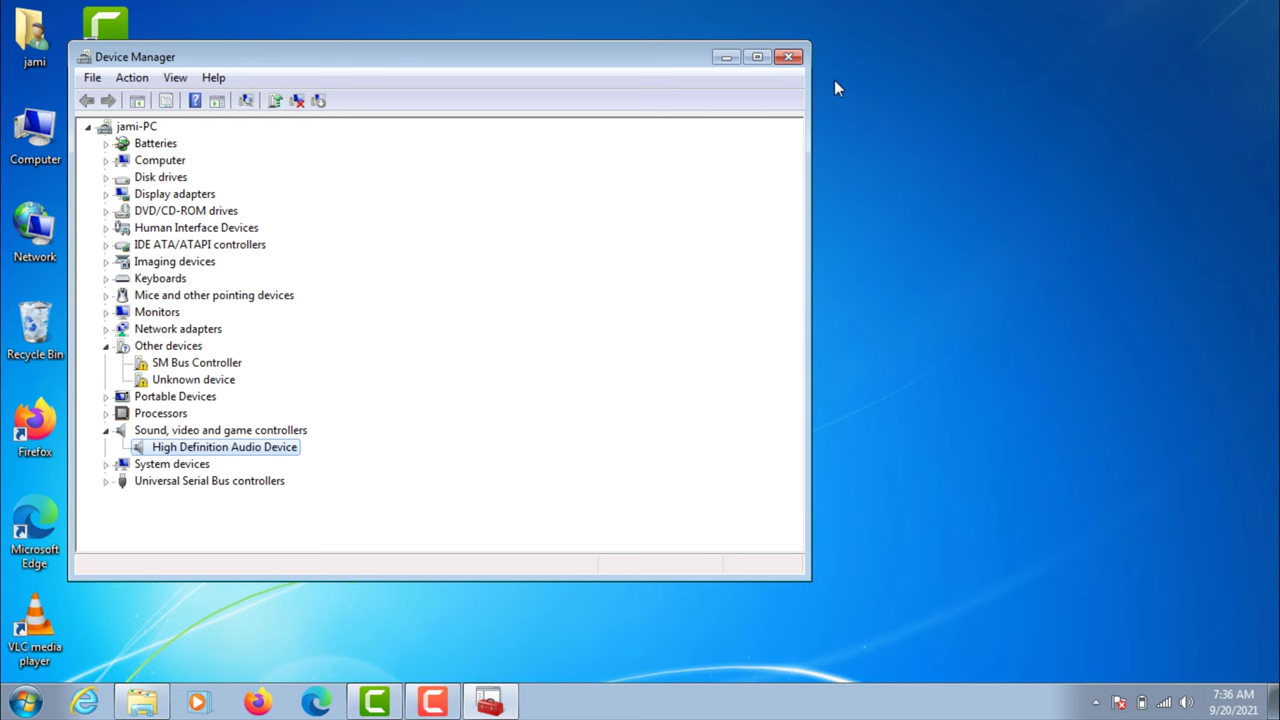 jami
Computer
Network
Recycle Bin
Firefox
Microsoft
Edge
VLC media
player
Device Manager
File Action View Help
jami-PC
Batteries
Computer
Disk drives
Display adapters
DVD/CD-ROM drives
Human Interface Devices
IDE ATA/ATAPI controllers
Imaging devices
Keyboards
Mice and other pointing devices
Monitors
Network adapters
Other devices
SM Bus Controller
Unknown device
Portable Devices
Processors
Sound, video and game controllers
High Definition Audio Device
System devices
Universal Serial Bus controllers
7:36 AM
9/20/2021